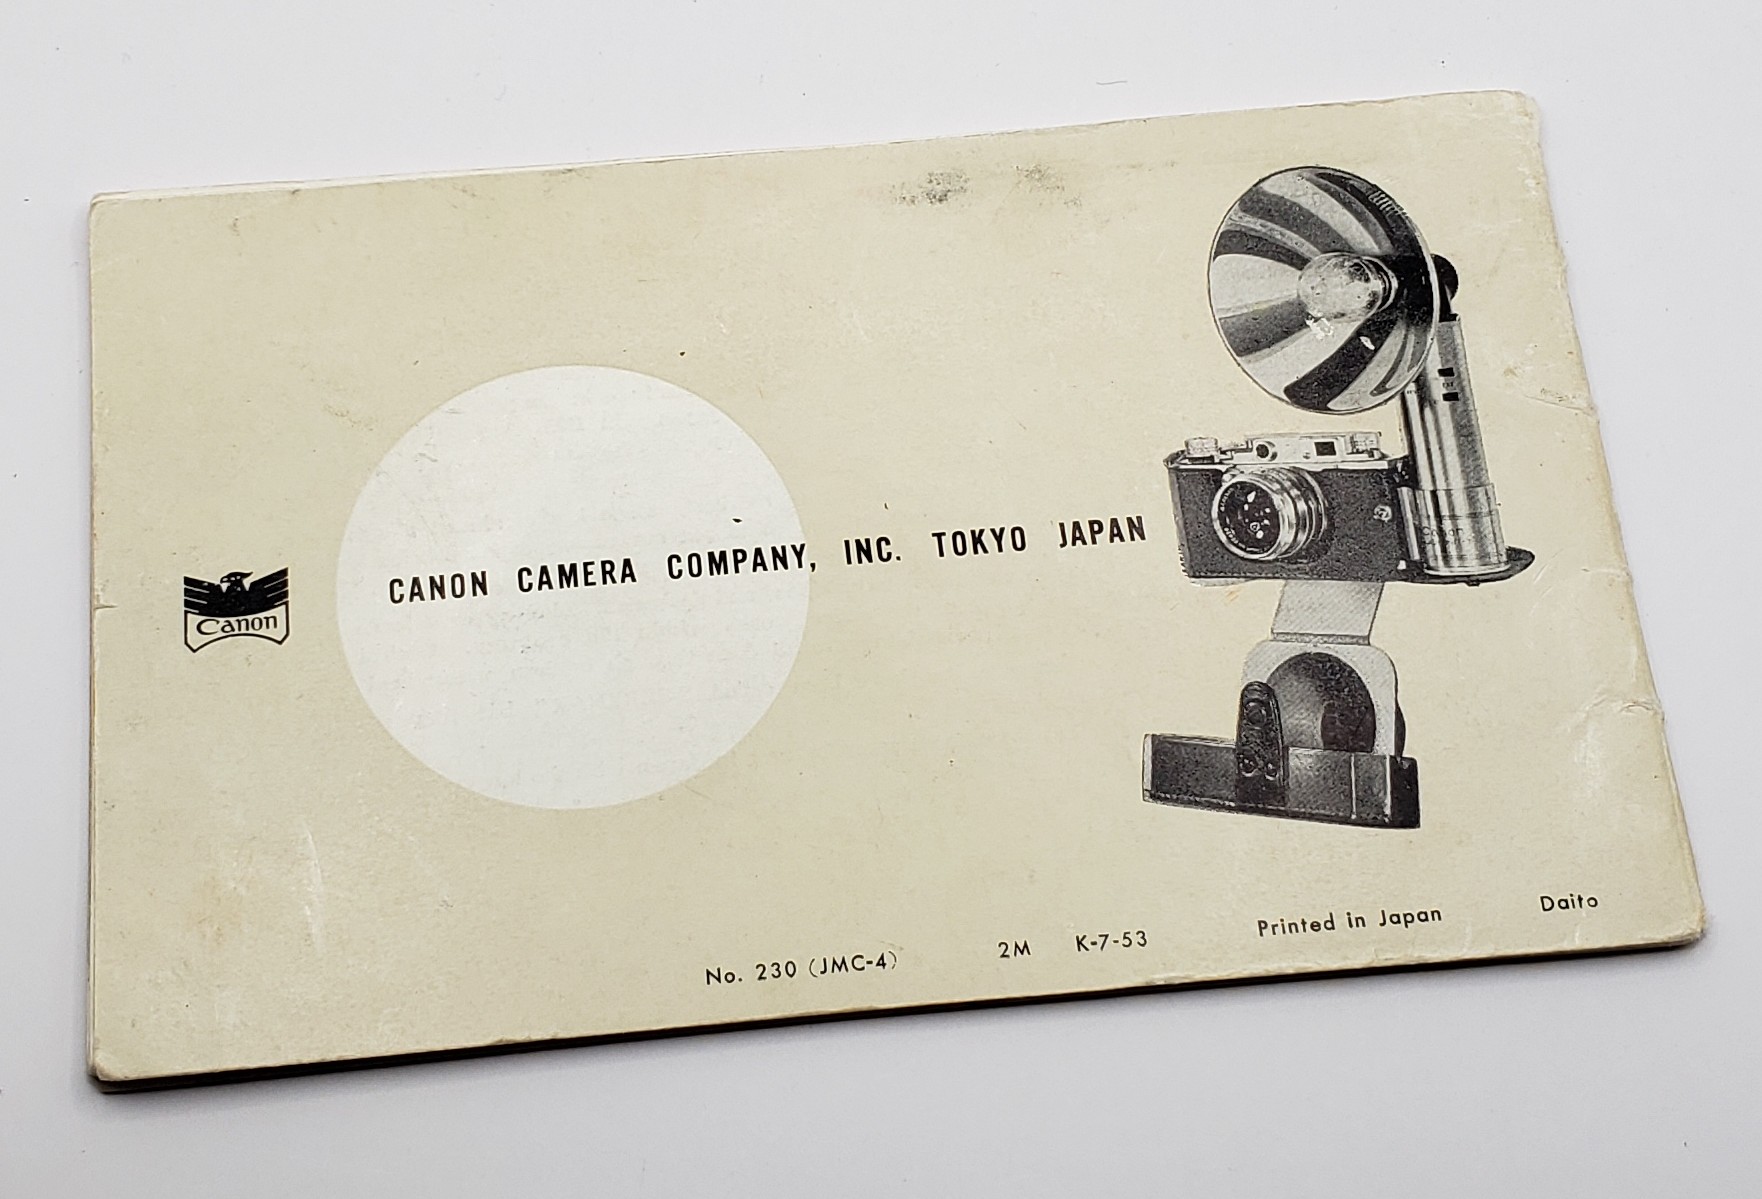 CANON CAMERA COMPANY, INC. TOKYO JAPAN
Canon
No. 230 (JMC-4) 2M K-7-53 Printed in Japan Daito